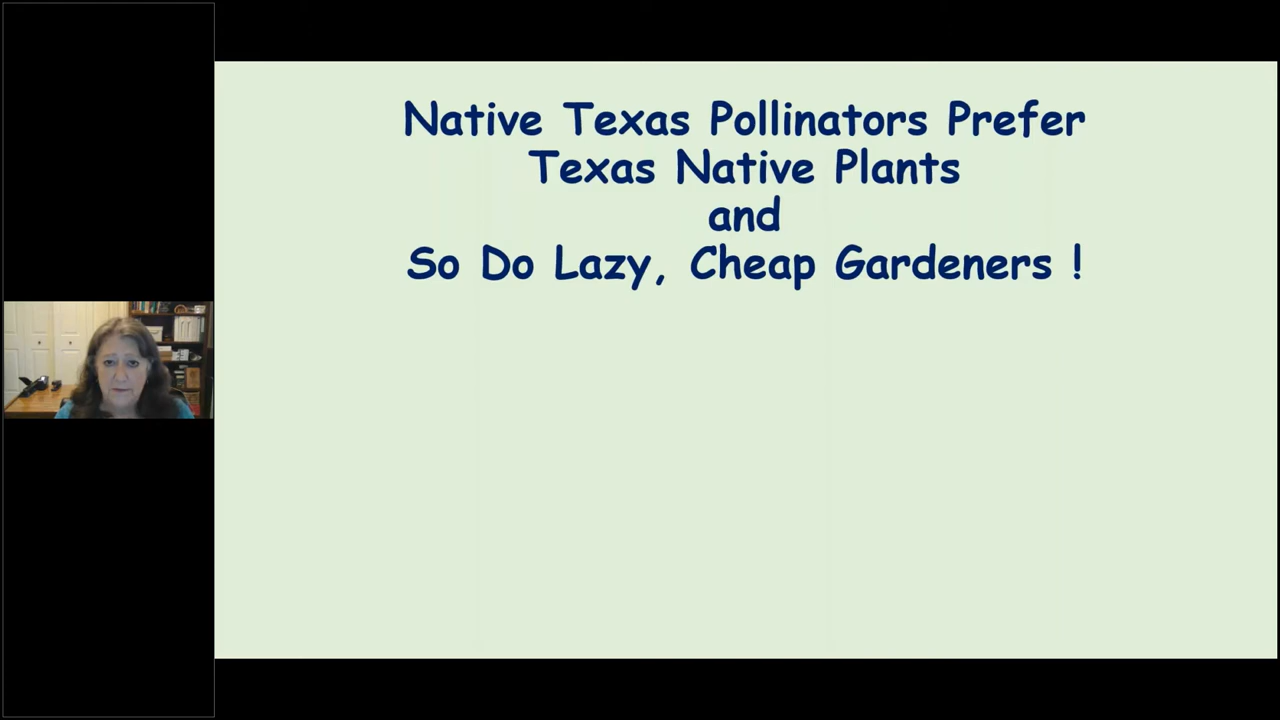 Native Texas Pollinators Prefer
Texas Native Plants
and
So Do Lazy, Cheap Gardeners !